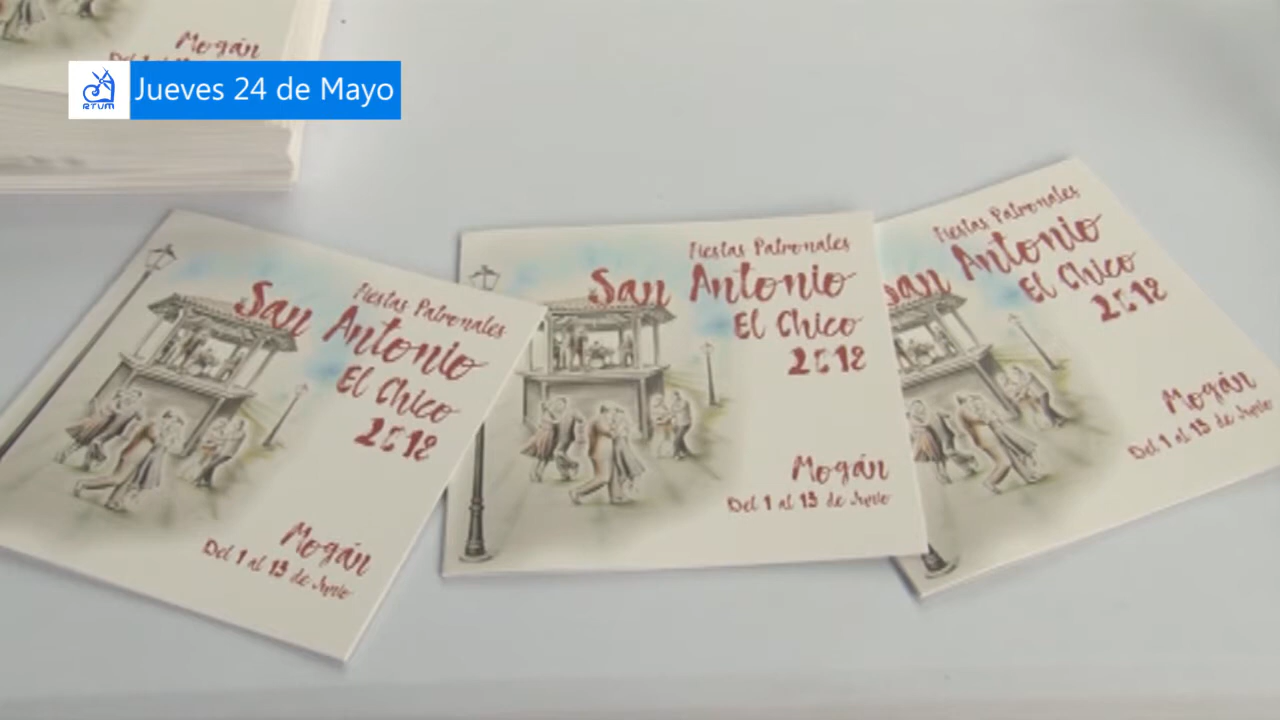 Mogán
RTVM
Jueves 24 de Mayo
Fiestas Patronales
San Antonio
El Chico
2018
Mogán
Del 1 al 13 de Junio
Fiestas Patronales
San Antonio
El Chico
2018
Mogán
Del 1 al 13 de Junio
Fiestas Patronales
San Antonio
El Chico
2018
Mogán
Del 1 al 13 de Junio